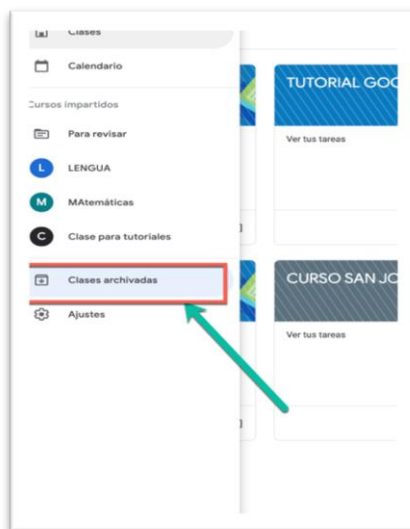 Clases
Calendario
Cursos impartidos
Para revisar
L LENGUA
M MAtemáticas
C Clase para tutoriales
Clases archivadas
Ajustes
TUTORIAL GOO
Ver tus tareas
CURSO SAN JO
Ver tus tareas